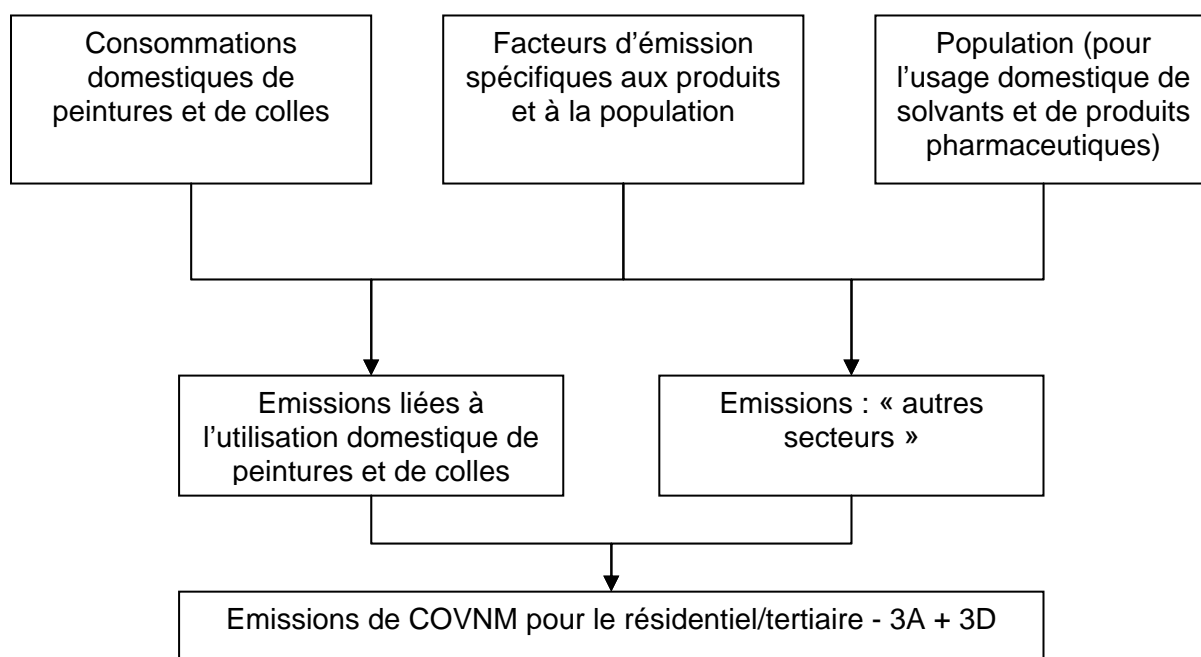 Consommations
domestiques de
peintures et de colles
Facteurs d’émission
spécifiques aux produits
et à la population
Population (pour
l’usage domestique de
solvants et de produits
pharmaceutiques)
Emissions liées à
l’utilisation domestique de
peintures et de colles
Emissions : « autres
secteurs »
Emissions de COVNM pour le résidentiel/tertiaire - 3A + 3D